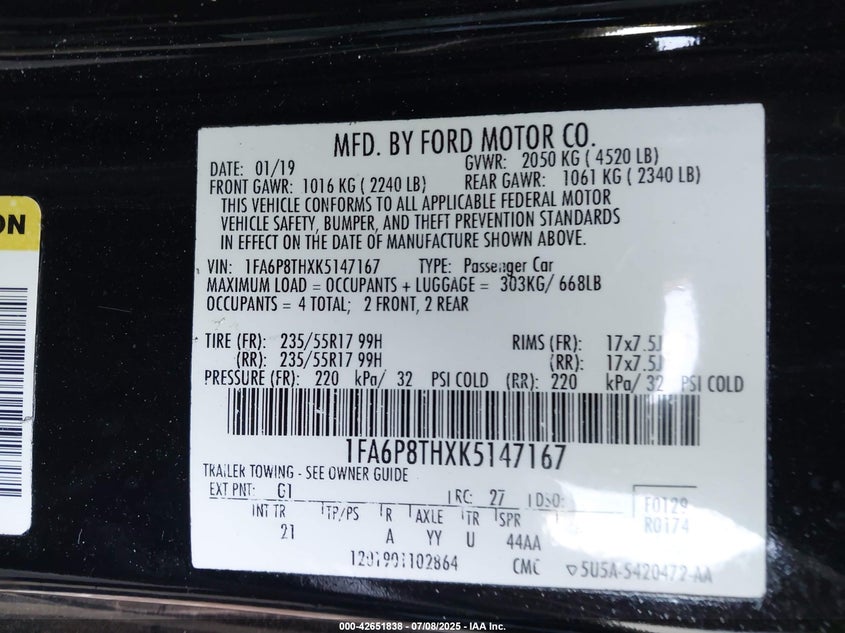 MFD. BY FORD MOTOR CO.
DATE: 01/19 GVWR: 2050 KG ( 4520 LB)
FRONT GAWR: 1016 KG ( 2240 LB) REAR GAWR: 1061 KG ( 2340 LB)
THIS VEHICLE CONFORMS TO ALL APPLICABLE FEDERAL MOTOR
VEHICLE SAFETY, BUMPER, AND THEFT PREVENTION STANDARDS
IN EFFECT ON THE DATE OF MANUFACTURE SHOWN ABOVE.
ON
VIN: 1FA6P8THXK5147167 TYPE: Passenger Car
MAXIMUM LOAD = OCCUPANTS + LUGGAGE = 303KG/ 668LB
OCCUPANTS = 4 TOTAL; 2 FRONT, 2 REAR
TIRE (FR): 235/55R17 99H RIMS (FR): 17x7.5J
(RR): 235/55R17 99H (RR): 17x7.5J
PRESSURE (FR): 220 kPa/ 32 PSI COLD (RR): 220 kPa/ 32 PSI COLD
1FA6P8THXK5147167
TRAILER TOWING - SEE OWNER GUIDE
EXT PNT: G1 RC: 27 DSO: F0129
INT TR TP/PS R AXLE TR SPR R0174
21 A YY U 44AA
1201901102864 CMC 5U5A-5420472-AA
000-42651838 - 07/08/2025 - IAA Inc.